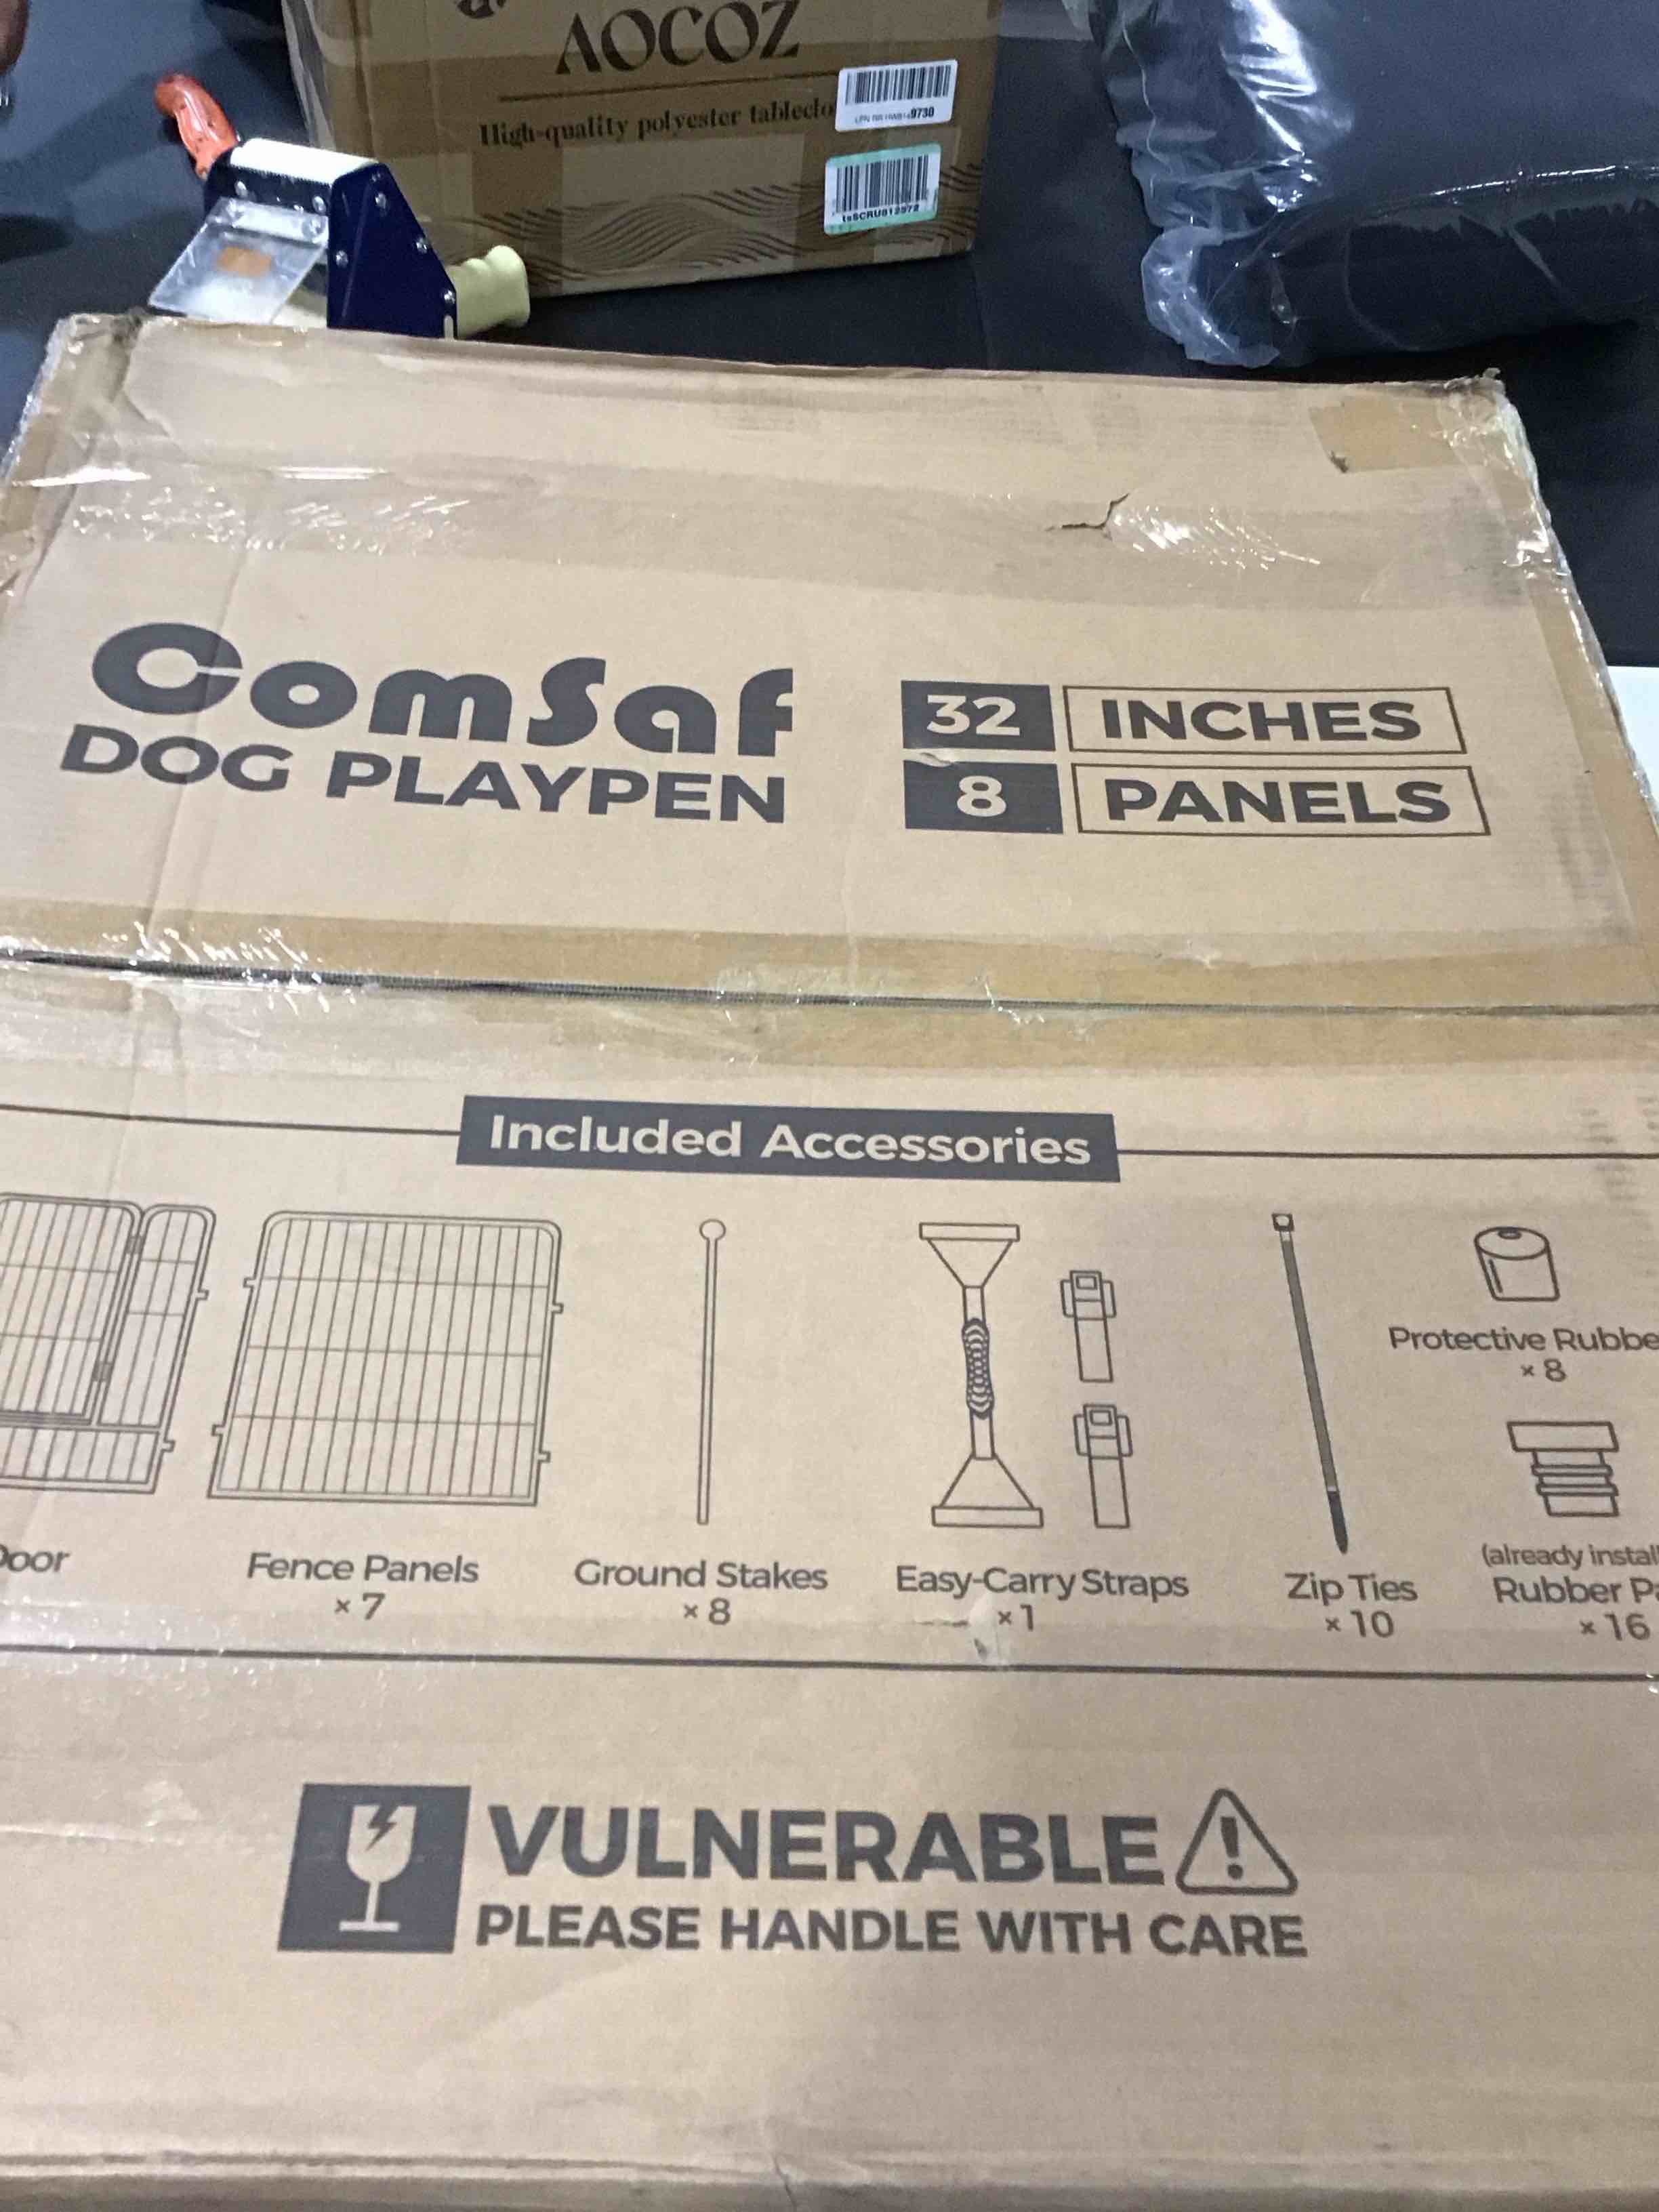 AOCOZ
High-quality polyester tableclo
9730
tsSCRU812572
ComSaf
DOG PLAYPEN
32 INCHES
8 PANELS
Included Accessories
Door
Fence Panels
× 7
Ground Stakes
× 8
Easy-Carry Straps
× 1
Zip Ties
× 10
Protective Rubbe
× 8
(already install
Rubber Pa
× 16
VULNERABLE
PLEASE HANDLE WITH CARE